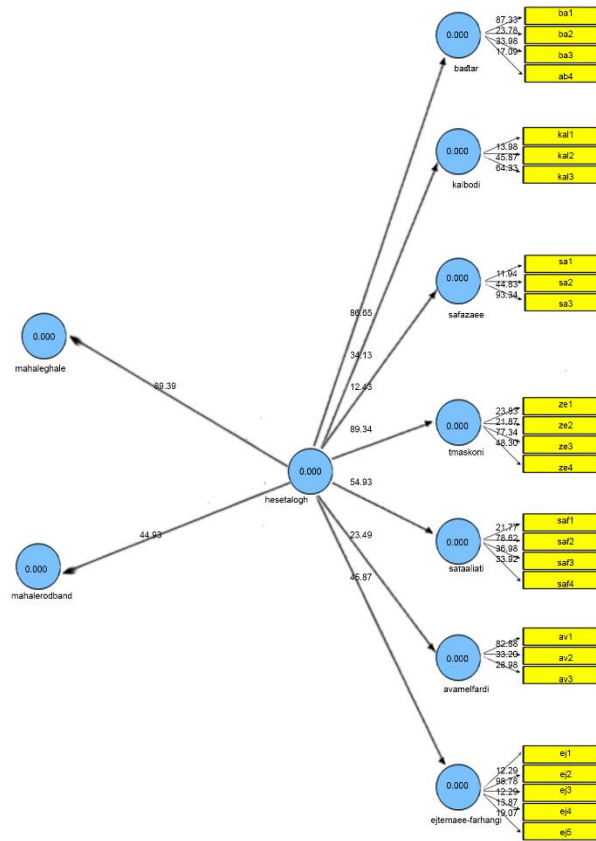 0.000
bastar
87.33
23.78
33.98
17.09
ba1
ba2
ba3
ab4
0.000
kalbodi
13.98
45.87
64.33
kal1
kal2
kal3
0.000
safazaee
11.94
44.83
93.34
sa1
sa2
sa3
86.65
34.13
12.43
89.34
54.93
23.49
45.87
0.000
mahaleghale
89.39
0.000
hesetalogh
44.93
0.000
mahalerodband
0.000
tmaskoni
23.83
21.87
77.34
48.30
ze1
ze2
ze3
ze4
0.000
safaaliati
21.77
78.62
36.98
33.92
saf1
saf2
saf3
saf4
0.000
avamelfardi
82.88
33.20
28.98
av1
av2
av3
0.000
ejtemaee-farhangi
12.29
98.78
12.29
13.87
19.07
ej1
ej2
ej3
ej4
ej5